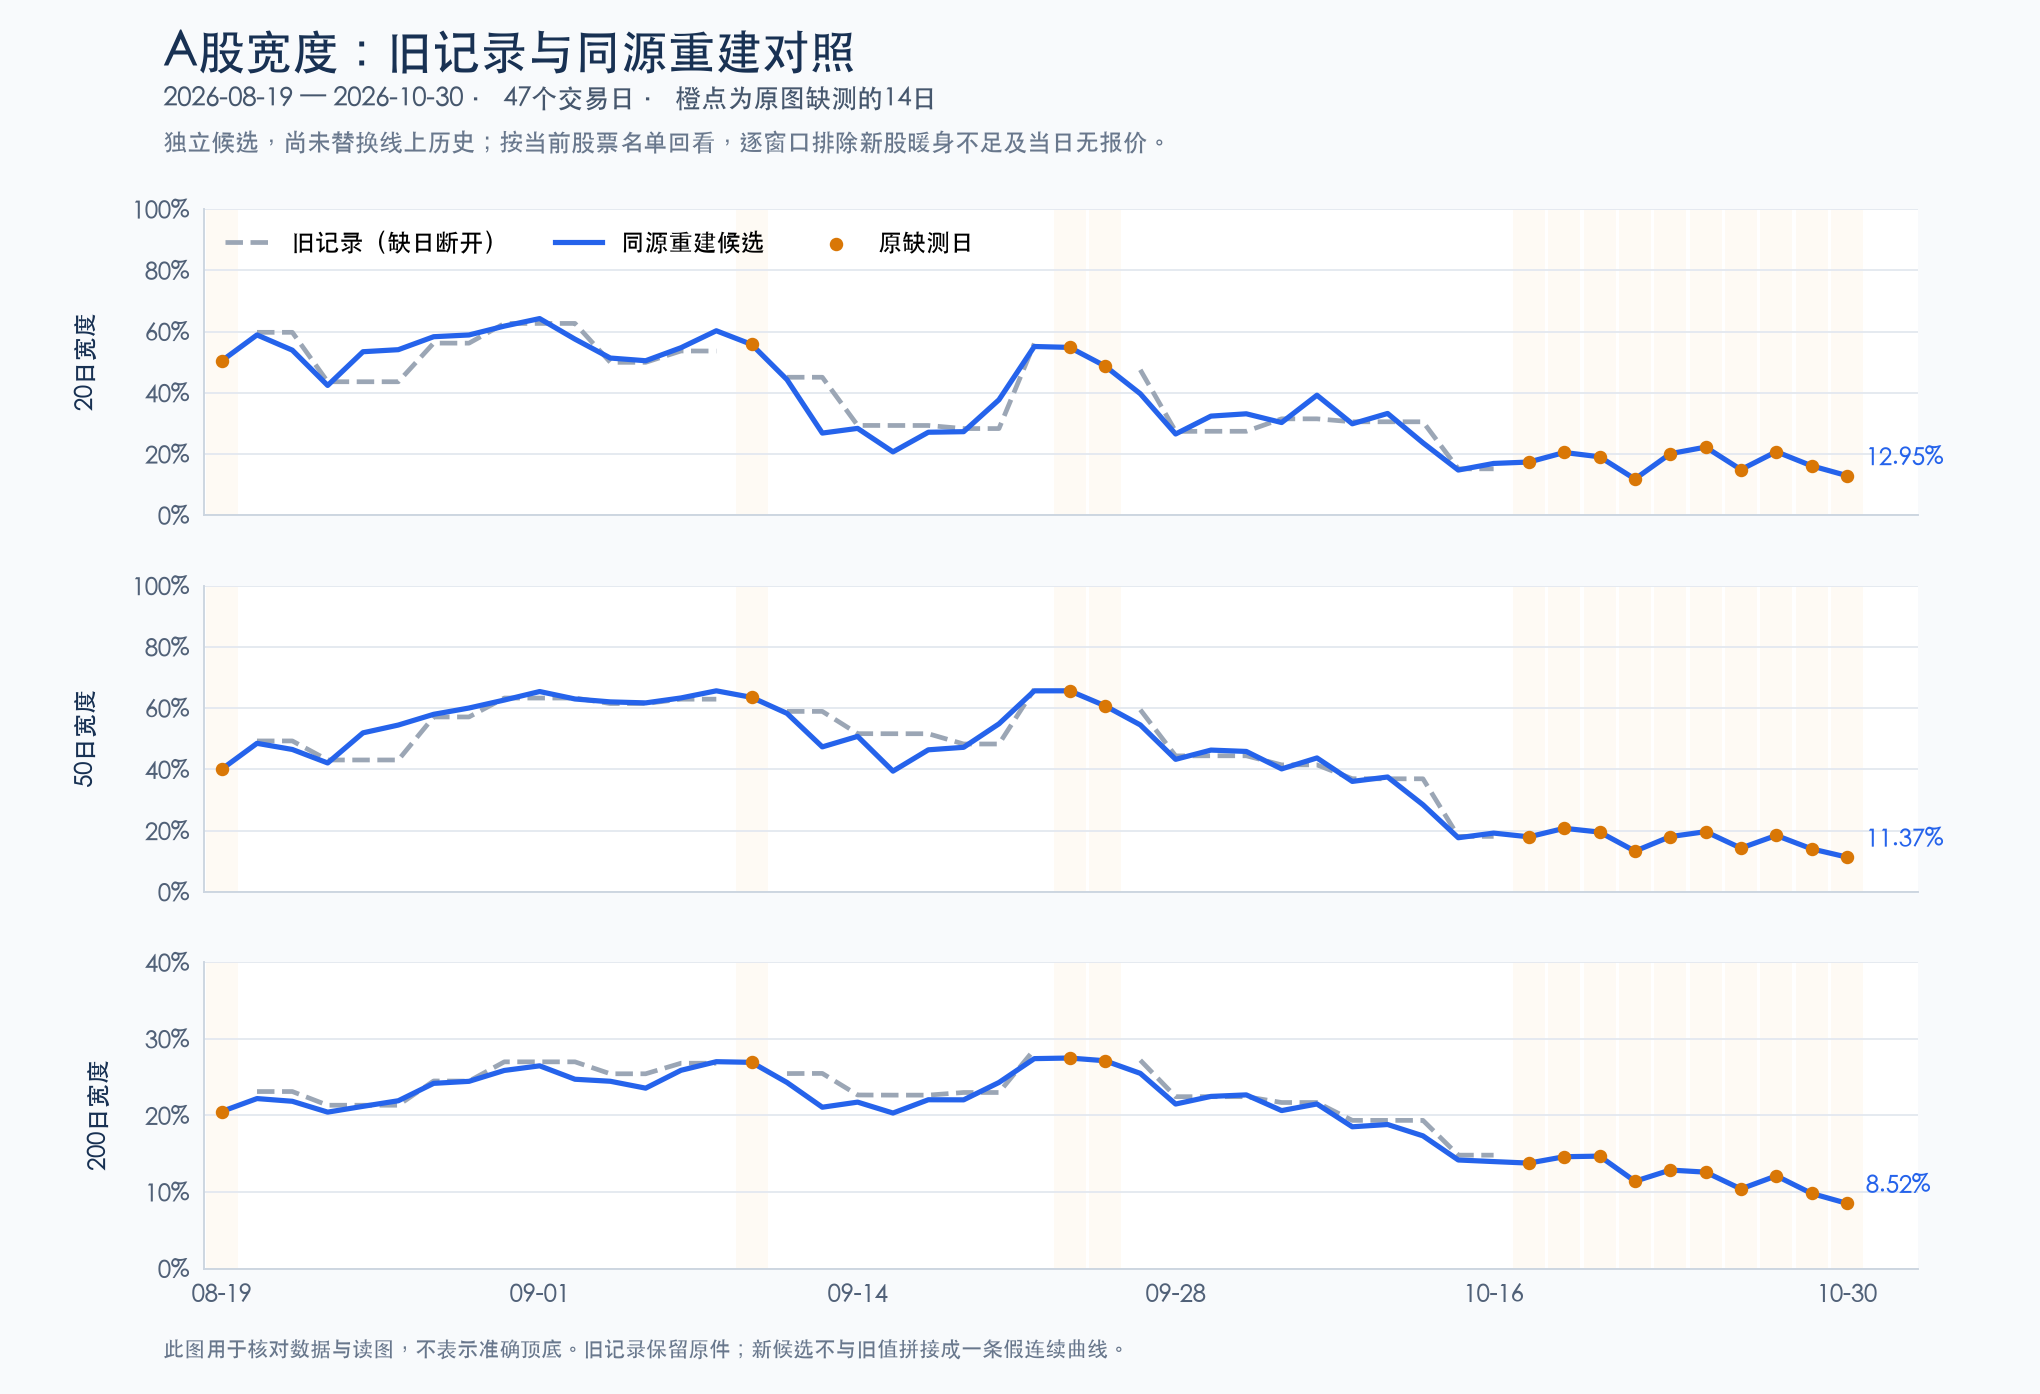 A股宽度：旧记录与同源重建对照
2026-08-19 — 2026-10-30 · 47个交易日 · 橙点为原图缺测的14日
独立候选，尚未替换线上历史；按当前股票名单回看，逐窗口排除新股暖身不足及当日无报价。
100%
旧记录（缺日断开） 同源重建候选 原缺测日
80%
60%
20日宽度
40%
20%
12.95%
0%
100%
80%
60%
50日宽度
40%
20%
11.37%
0%
40%
30%
20%
200日宽度
10%
8.52%
0%
08-19 09-01 09-14 09-28 10-16 10-30
此图用于核对数据与读图，不表示准确顶底。旧记录保留原件；新候选不与旧值拼接成一条假连续曲线。